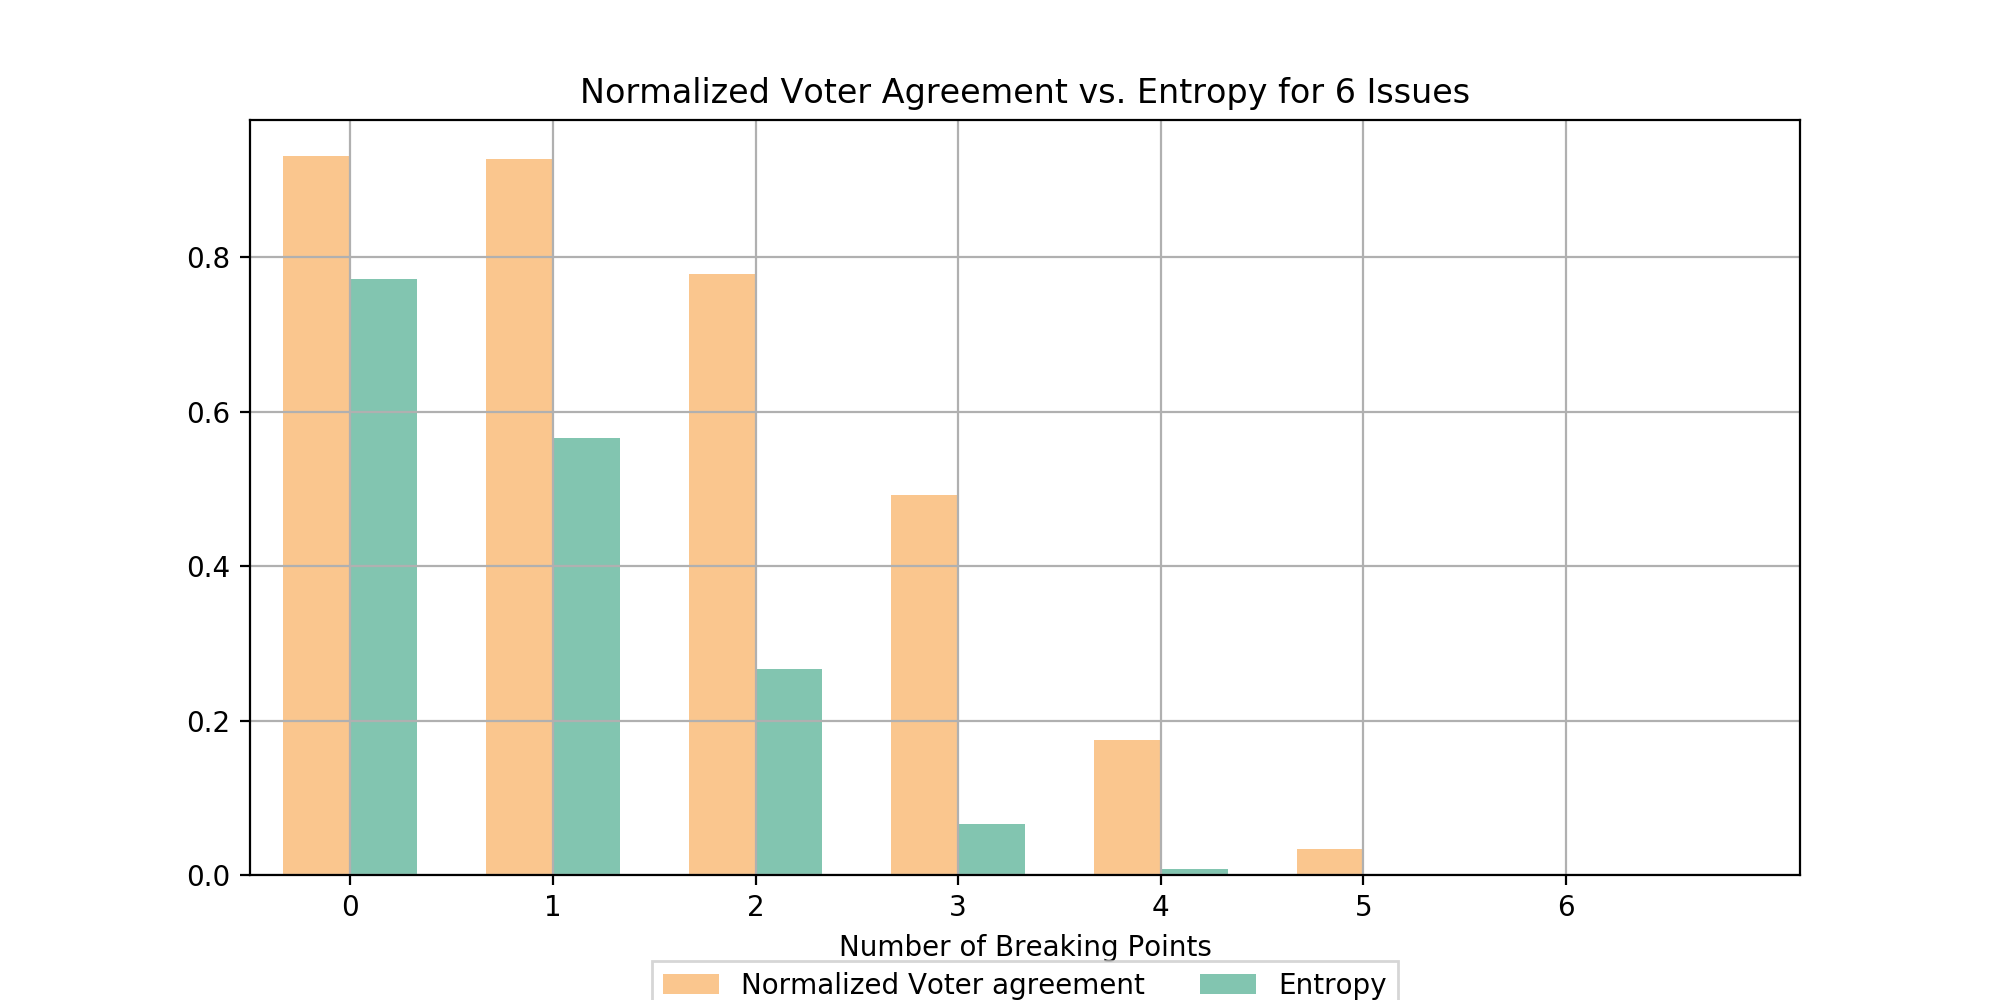 Normalized Voter Agreement vs. Entropy for 6 Issues
0.8
0.6
0.4
0.2
0.0
0 1 2 3 4 5 6
Number of Breaking Points
Normalized Voter agreement Entropy